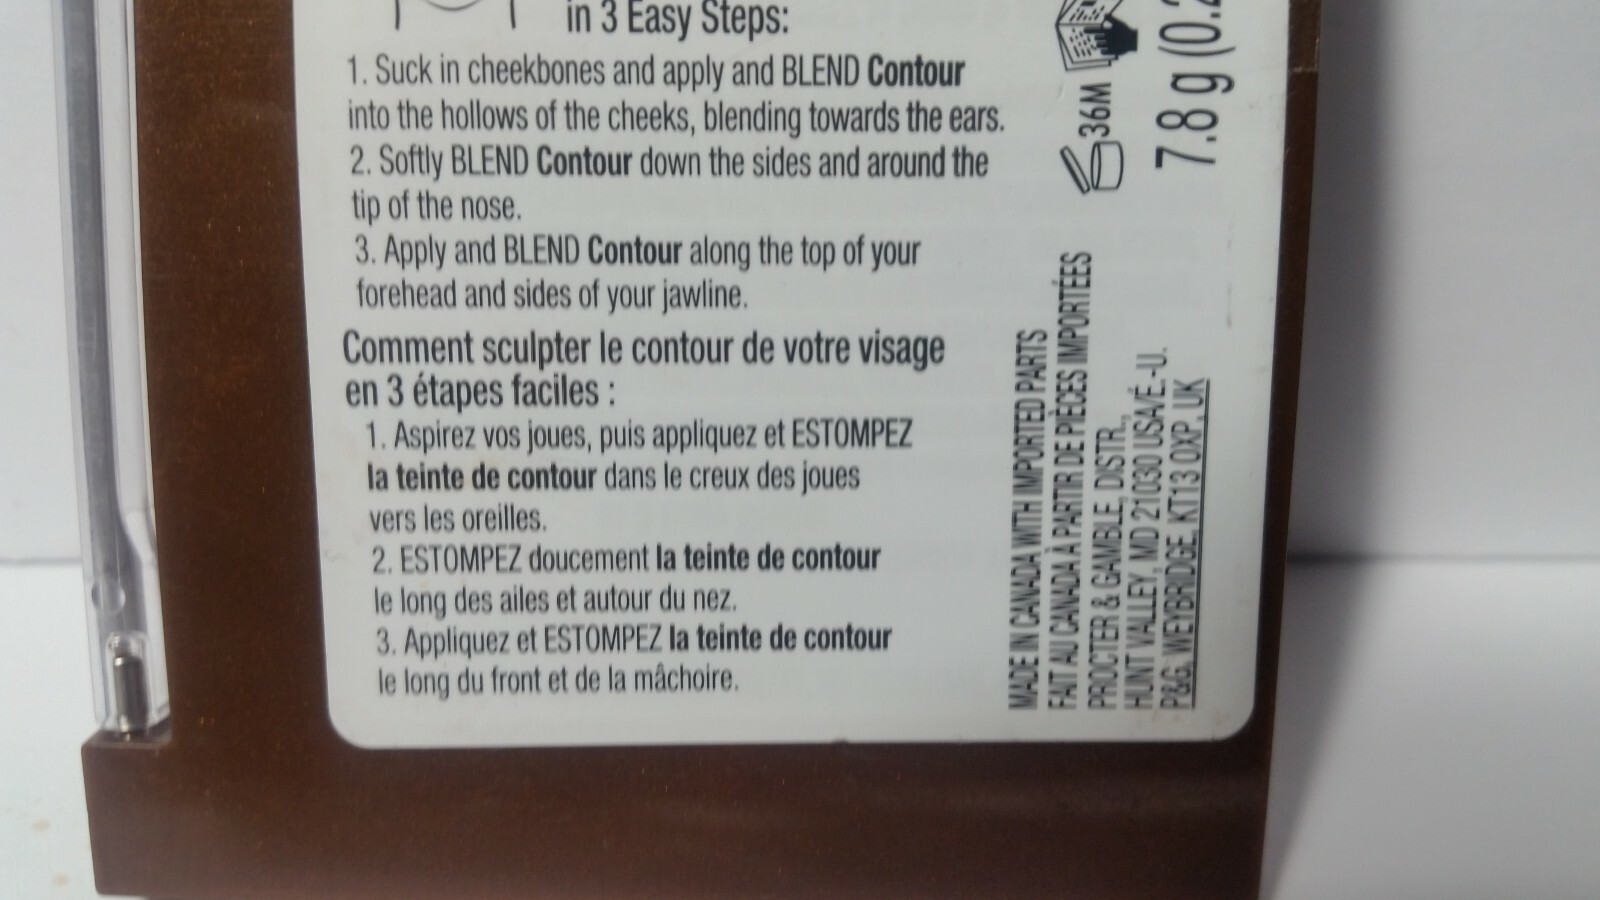 in 3 Easy Steps:
1. Suck in cheekbones and apply and BLEND Contour
into the hollows of the cheeks, blending towards the ears.
2. Softly BLEND Contour down the sides and around the
tip of the nose.
3. Apply and BLEND Contour along the top of your
forehead and sides of your jawline.
Comment sculpter le contour de votre visage
en 3 étapes faciles :
1. Aspirez vos joues, puis appliquez et ESTOMPEZ
la teinte de contour dans le creux des joues
vers les oreilles.
2. ESTOMPEZ doucement la teinte de contour
le long des ailes et autour du nez.
3. Appliquez et ESTOMPEZ la teinte de contour
le long du front et de la mâchoire.
MADE IN CANADA WITH IMPORTED PARTS
FAIT AU CANADA À PARTIR DE PIÈCES IMPORTÉES
PROCTER & GAMBLE, DISTR.,
HUNT VALLEY, MD 21030 USA/É.-U.
P&G, WEYBRIDGE, KT13 0XP, UK
36M
7.8 g (0.2